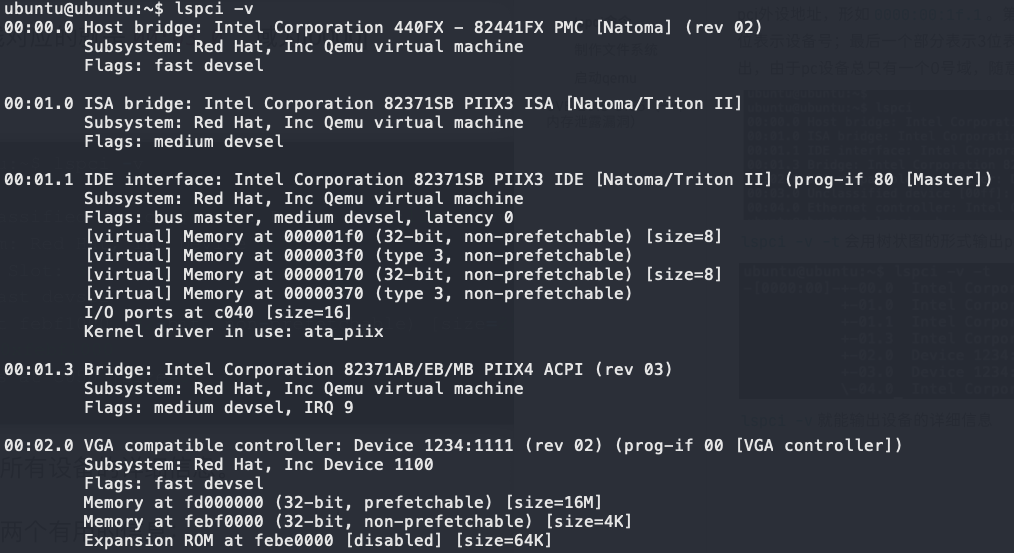 ubuntu@ubuntu:~$ lspci -v
00:00.0 Host bridge: Intel Corporation 440FX - 82441FX PMC [Natoma] (rev 02)
        Subsystem: Red Hat, Inc Qemu virtual machine
        Flags: fast devsel

00:01.0 ISA bridge: Intel Corporation 82371SB PIIX3 ISA [Natoma/Triton II]
        Subsystem: Red Hat, Inc Qemu virtual machine
        Flags: medium devsel

00:01.1 IDE interface: Intel Corporation 82371SB PIIX3 IDE [Natoma/Triton II] (prog-if 80 [Master])
        Subsystem: Red Hat, Inc Qemu virtual machine
        Flags: bus master, medium devsel, latency 0
        [virtual] Memory at 000001f0 (32-bit, non-prefetchable) [size=8]
        [virtual] Memory at 000003f0 (type 3, non-prefetchable)
        [virtual] Memory at 00000170 (32-bit, non-prefetchable) [size=8]
        [virtual] Memory at 00000370 (type 3, non-prefetchable)
        I/O ports at c040 [size=16]
        Kernel driver in use: ata_piix

00:01.3 Bridge: Intel Corporation 82371AB/EB/MB PIIX4 ACPI (rev 03)
        Subsystem: Red Hat, Inc Qemu virtual machine
        Flags: medium devsel, IRQ 9

00:02.0 VGA compatible controller: Device 1234:1111 (rev 02) (prog-if 00 [VGA controller])
        Subsystem: Red Hat, Inc Device 1100
        Flags: fast devsel
        Memory at fd000000 (32-bit, prefetchable) [size=16M]
        Memory at febf0000 (32-bit, non-prefetchable) [size=4K]
        Expansion ROM at febe0000 [disabled] [size=64K]